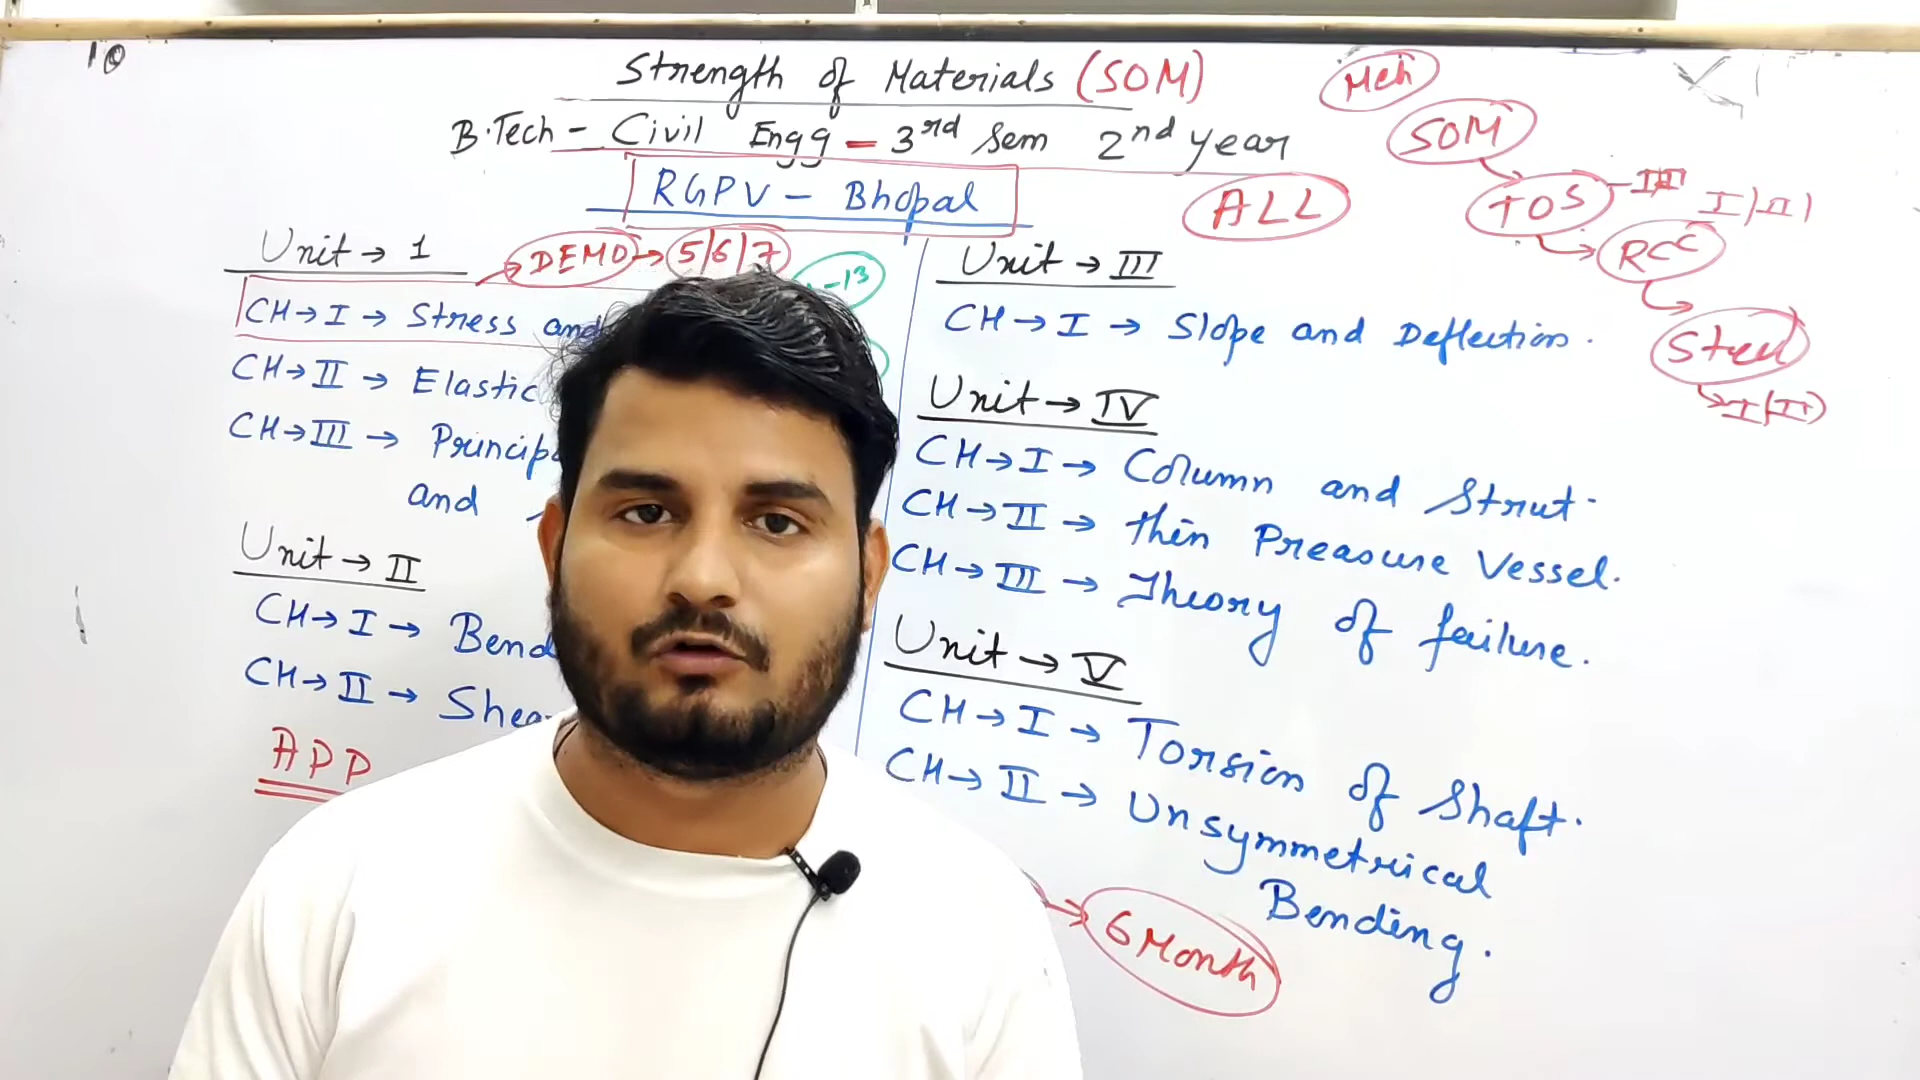 10
Strength of Materials (SOM)
B.Tech - Civil Engg - 3rd Sem 2nd year
RGPV - Bhopal
ALL
Meh
SOM
TOS I|II|
RCC
Steel
I|II)
Unit → 1
DEMO → 5/6/7
-13
CH → I → Stress and
CH → II → Elastic
CH → III → Princip
and
Unit → II
CH → I → Bend
CH → II → Shea
APP
Unit → III
CH → I → Slope and Deflection.
Unit → IV
CH → I → Column and Strut.
CH → II → thin Preasure Vessel.
CH → III → Theory of failure.
Unit → V
CH → I → Torsion of Shaft.
CH → II → Unsymmetrical
Bending.
→ 6 Month